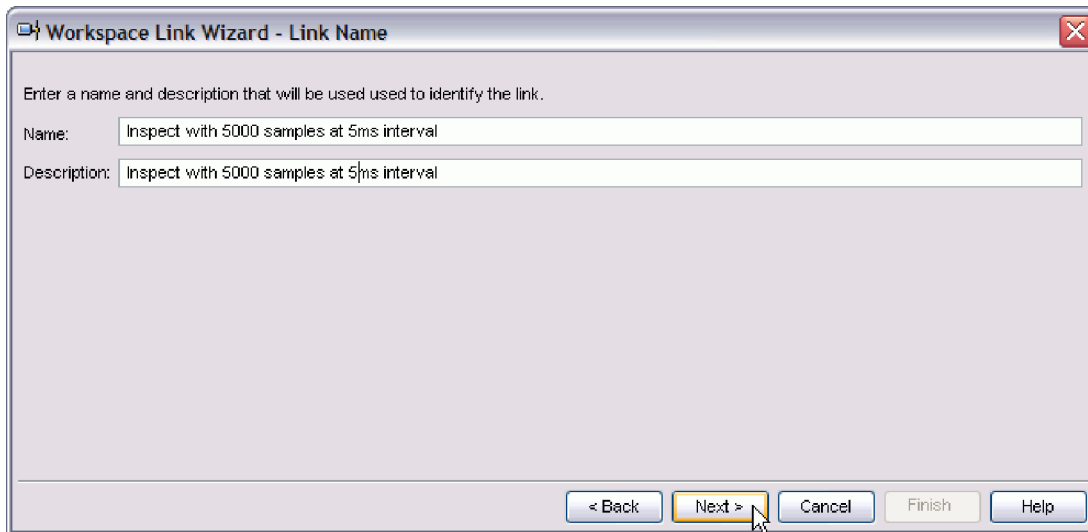 Workspace Link Wizard - Link Name
Enter a name and description that will be used used to identify the link.
Name: Inspect with 5000 samples at 5ms interval
Description: Inspect with 5000 samples at 5ms interval
< Back Next > Cancel Finish Help